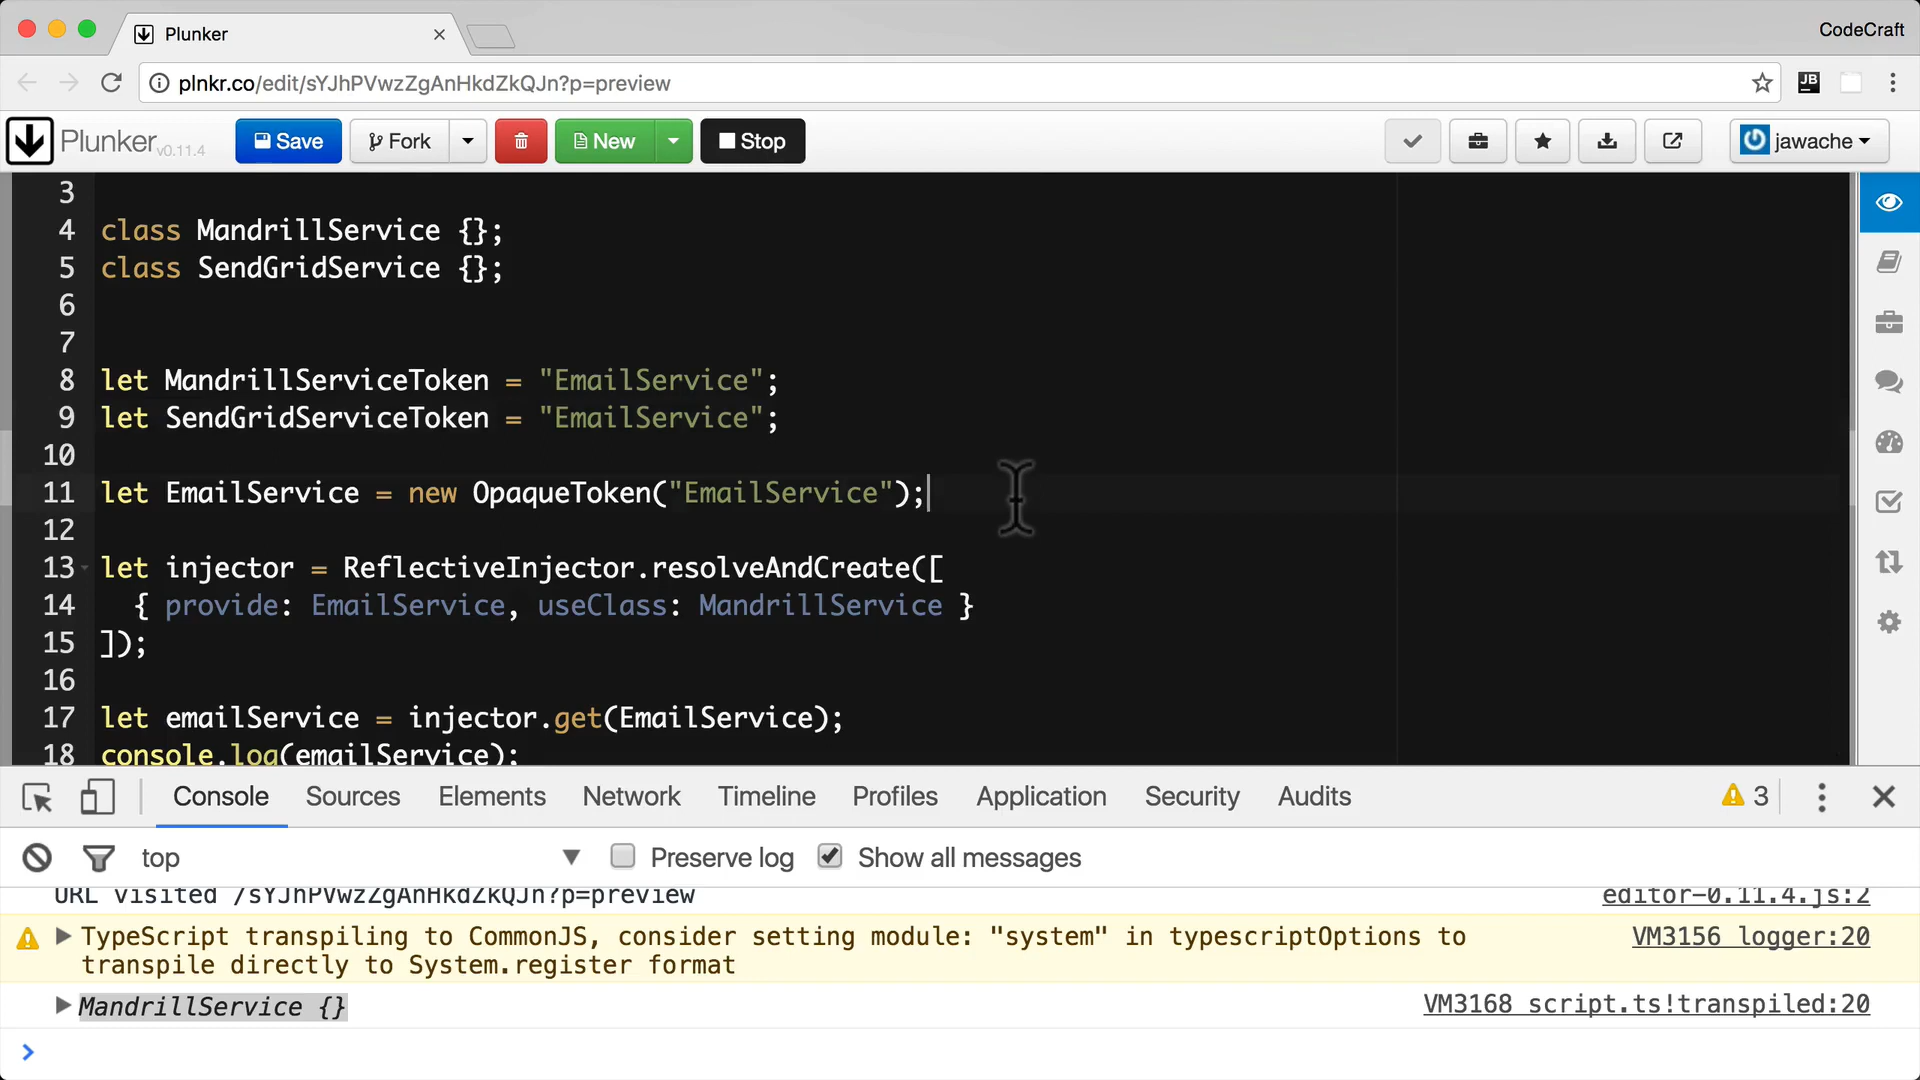 Plunker
CodeCraft
plnkr.co/edit/sYJhPVwzZgAnHkdZkQJn?p=preview
JB
Plunker v0.11.4
Save
Fork
New
Stop
jawache
3
4 class MandrillService {};
5 class SendGridService {};
6
7
8 let MandrillServiceToken = "EmailService";
9 let SendGridServiceToken = "EmailService";
10
11 let EmailService = new OpaqueToken("EmailService");
12
13 let injector = ReflectiveInjector.resolveAndCreate([
14 { provide: EmailService, useClass: MandrillService }
15 ]);
16
17 let emailService = injector.get(EmailService);
18 console.log(emailService);
Console Sources Elements Network Timeline Profiles Application Security Audits 3
top Preserve log Show all messages
URL visited /sYJhPVwzZgAnHkdZkQJn?p=preview editor-0.11.4.js:2
TypeScript transpiling to CommonJS, consider setting module: "system" in typescriptOptions to VM3156 logger:20
transpile directly to System.register format
MandrillService {} VM3168 script.ts!transpiled:20